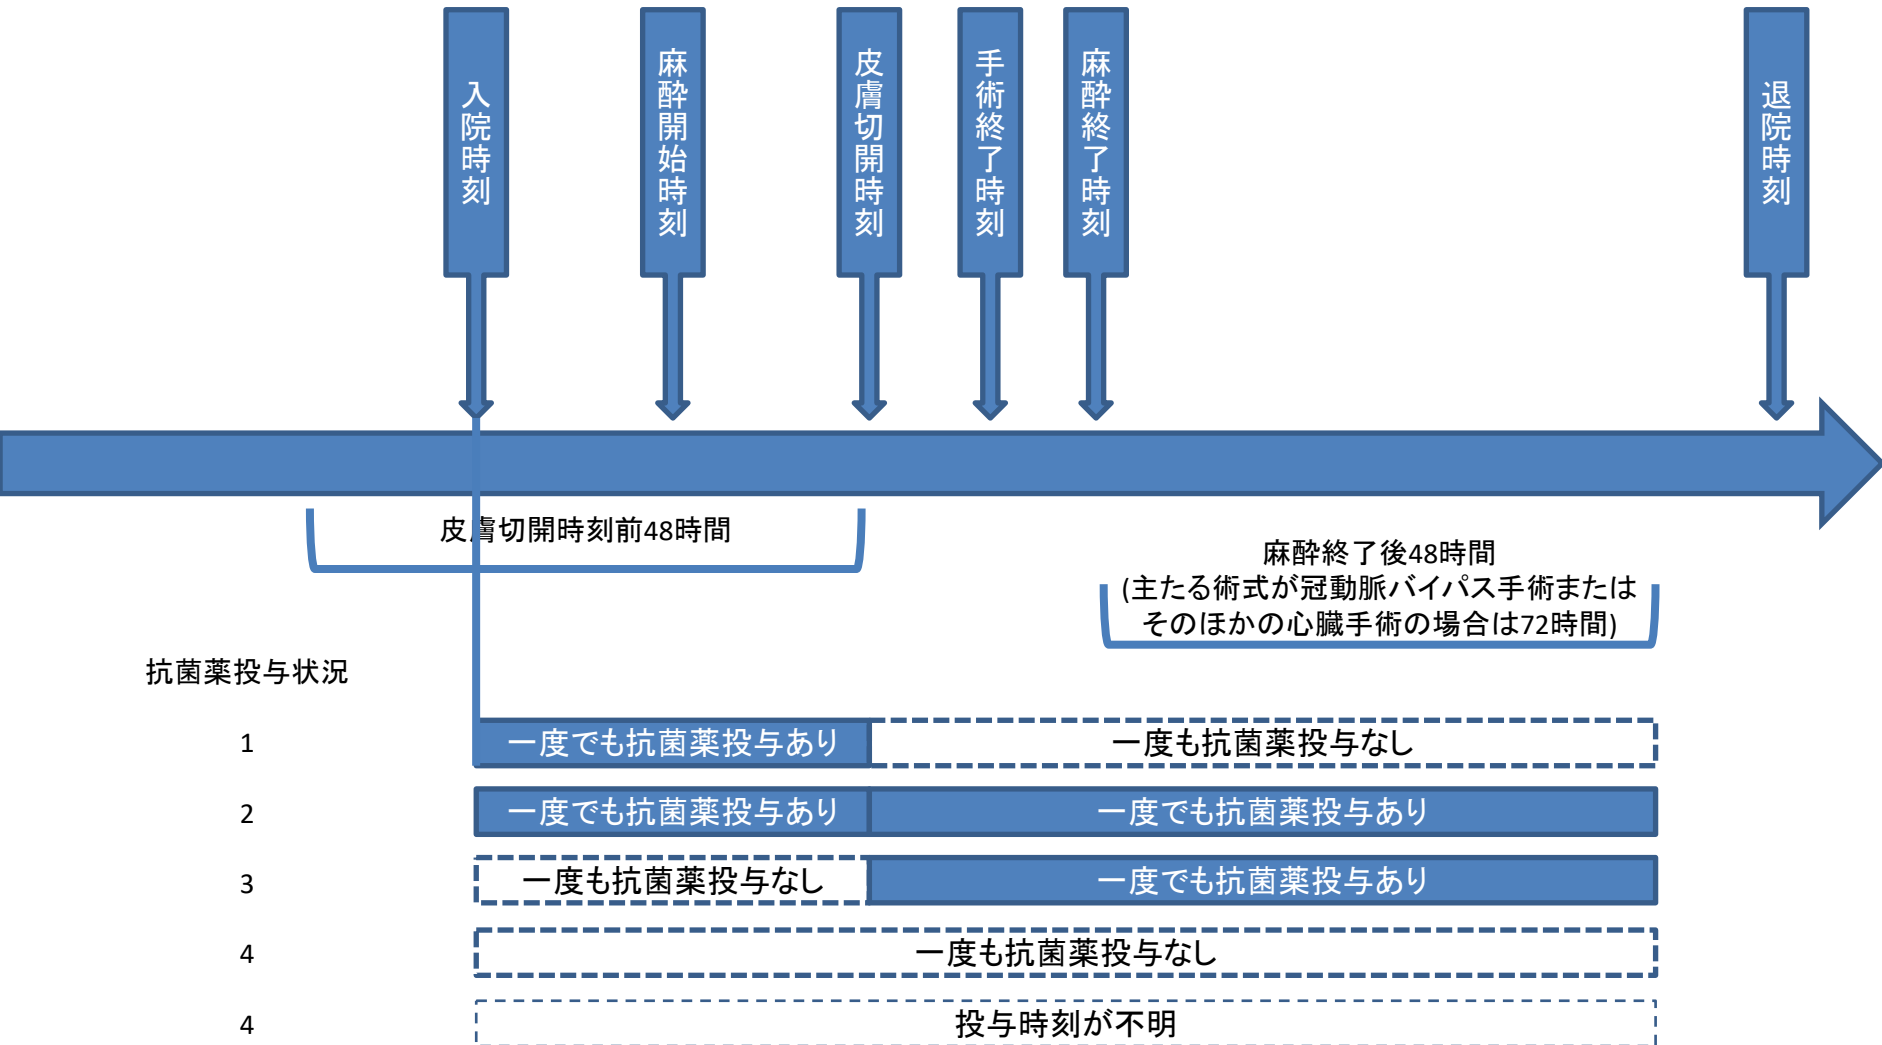 入院時刻
麻酔開始時刻
皮膚切開時刻
手術終了時刻
麻酔終了時刻
退院時刻
皮膚切開時刻前48時間
麻酔終了後48時間
(主たる術式が冠動脈バイパス手術または
そのほかの心臓手術の場合は72時間)
抗菌薬投与状況
1
一度でも抗菌薬投与あり
一度も抗菌薬投与なし
2
一度でも抗菌薬投与あり
一度でも抗菌薬投与あり
3
一度も抗菌薬投与なし
一度でも抗菌薬投与あり
4
一度も抗菌薬投与なし
4
投与時刻が不明